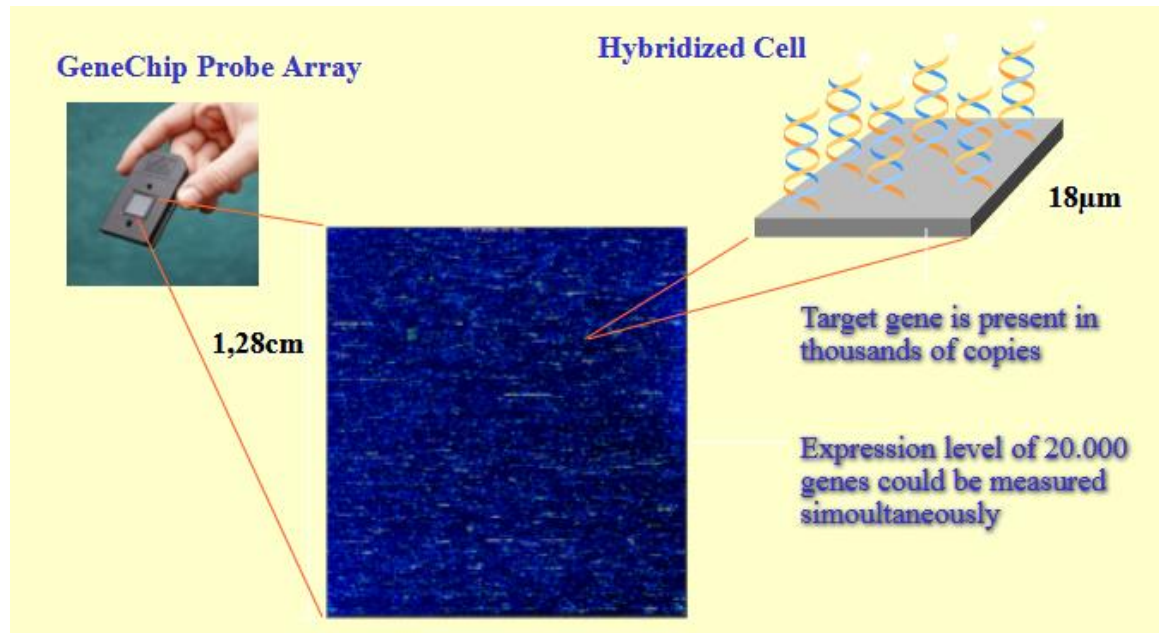 GeneChip Probe Array
Hybridized Cell
18µm
1,28cm
Target gene is present in
thousands of copies
Expression level of 20.000
genes could be measured
simoultaneously